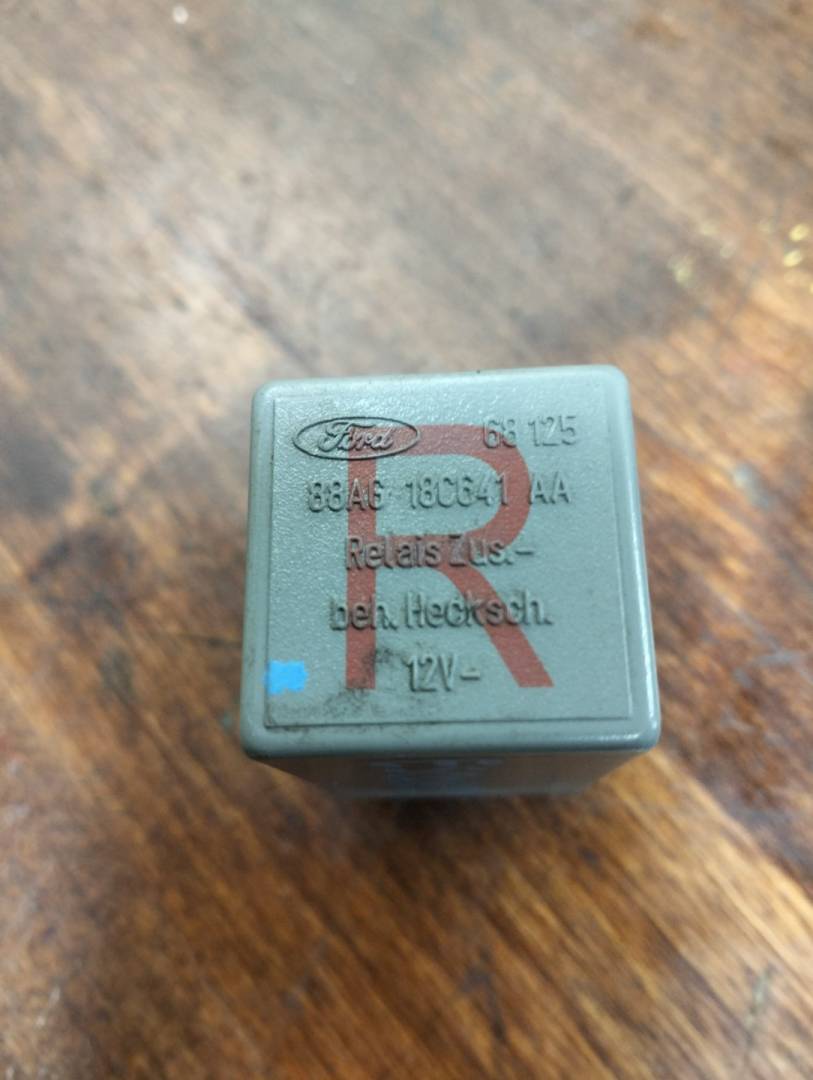 Ford 68 125
88AG 18C641 AA
Relais Zus.-
beh. Hecksch.
12V-
R